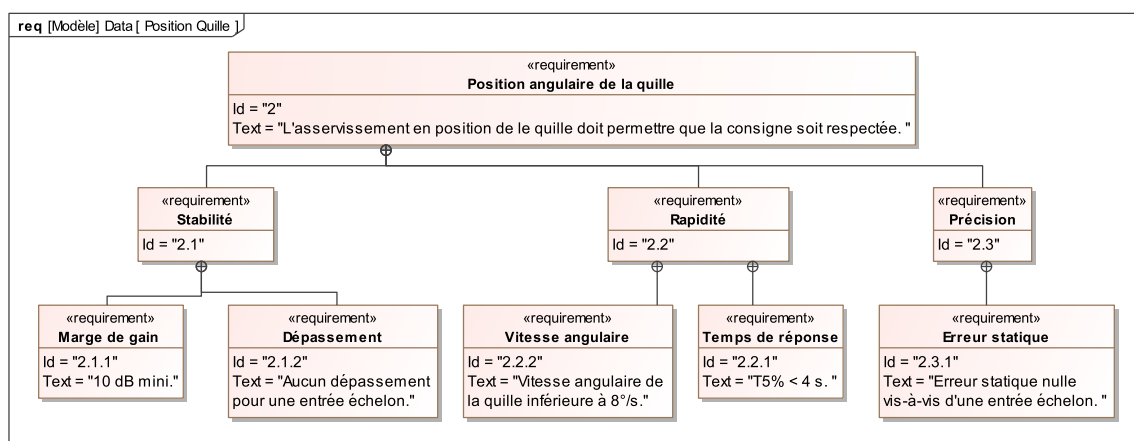 req [Modèle] Data [ Position Quille ]
«requirement»
Position angulaire de la quille
Id = "2"
Text = "L'asservissement en position de le quille doit permettre que la consigne soit respectée. "
«requirement»
Stabilité
Id = "2.1"
«requirement»
Rapidité
Id = "2.2"
«requirement»
Précision
Id = "2.3"
«requirement»
Marge de gain
Id = "2.1.1"
Text = "10 dB mini."
«requirement»
Dépassement
Id = "2.1.2"
Text = "Aucun dépassement
pour une entrée échelon."
«requirement»
Vitesse angulaire
Id = "2.2.2"
Text = "Vitesse angulaire de
la quille inférieure à 8°/s."
«requirement»
Temps de réponse
Id = "2.2.1"
Text = "T5% < 4 s. "
«requirement»
Erreur statique
Id = "2.3.1"
Text = "Erreur statique nulle
vis-à-vis d'une entrée échelon. "